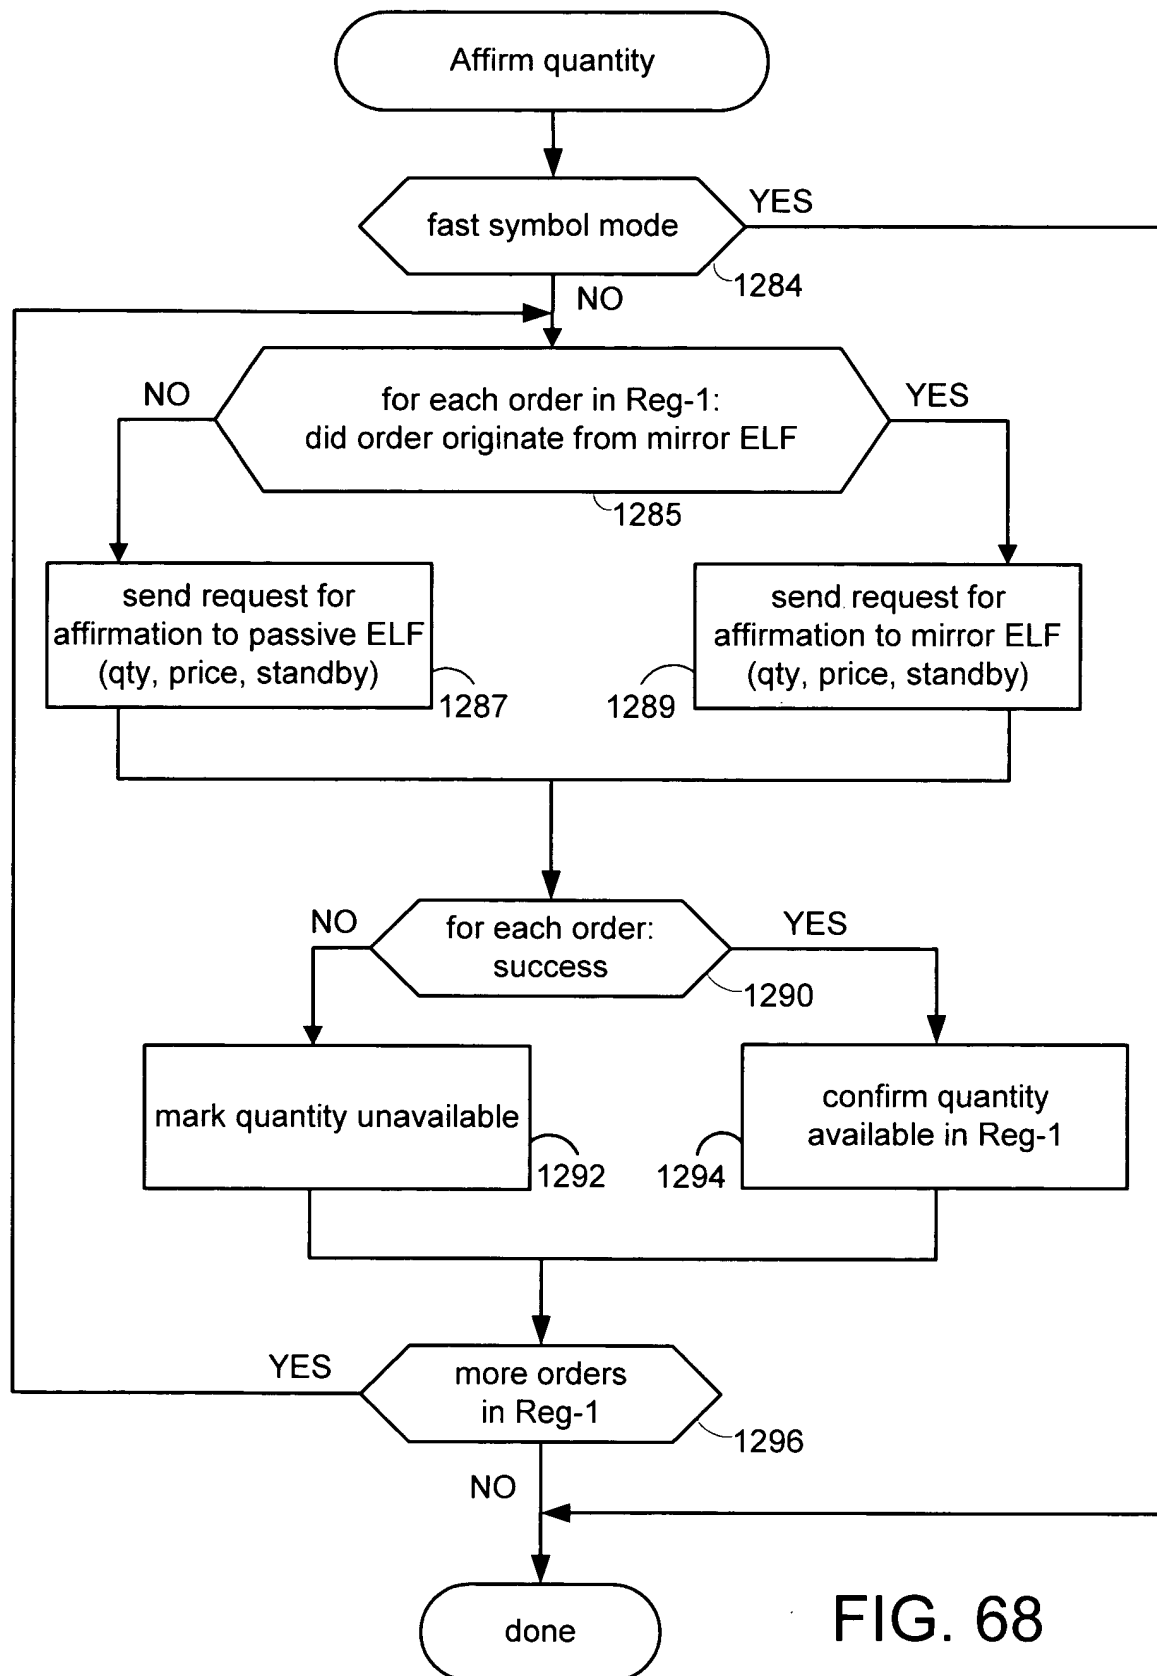 Affirm quantity
fast symbol mode
YES
1284
NO
NO
for each order in Reg-1:
did order originate from mirror ELF
YES
1285
send request for
affirmation to passive ELF
(qty, price, standby)
1287
send request for
affirmation to mirror ELF
(qty, price, standby)
1289
NO
for each order:
success
YES
1290
mark quantity unavailable
1292
confirm quantity
available in Reg-1
1294
YES
more orders
in Reg-1
1296
NO
done
FIG. 68